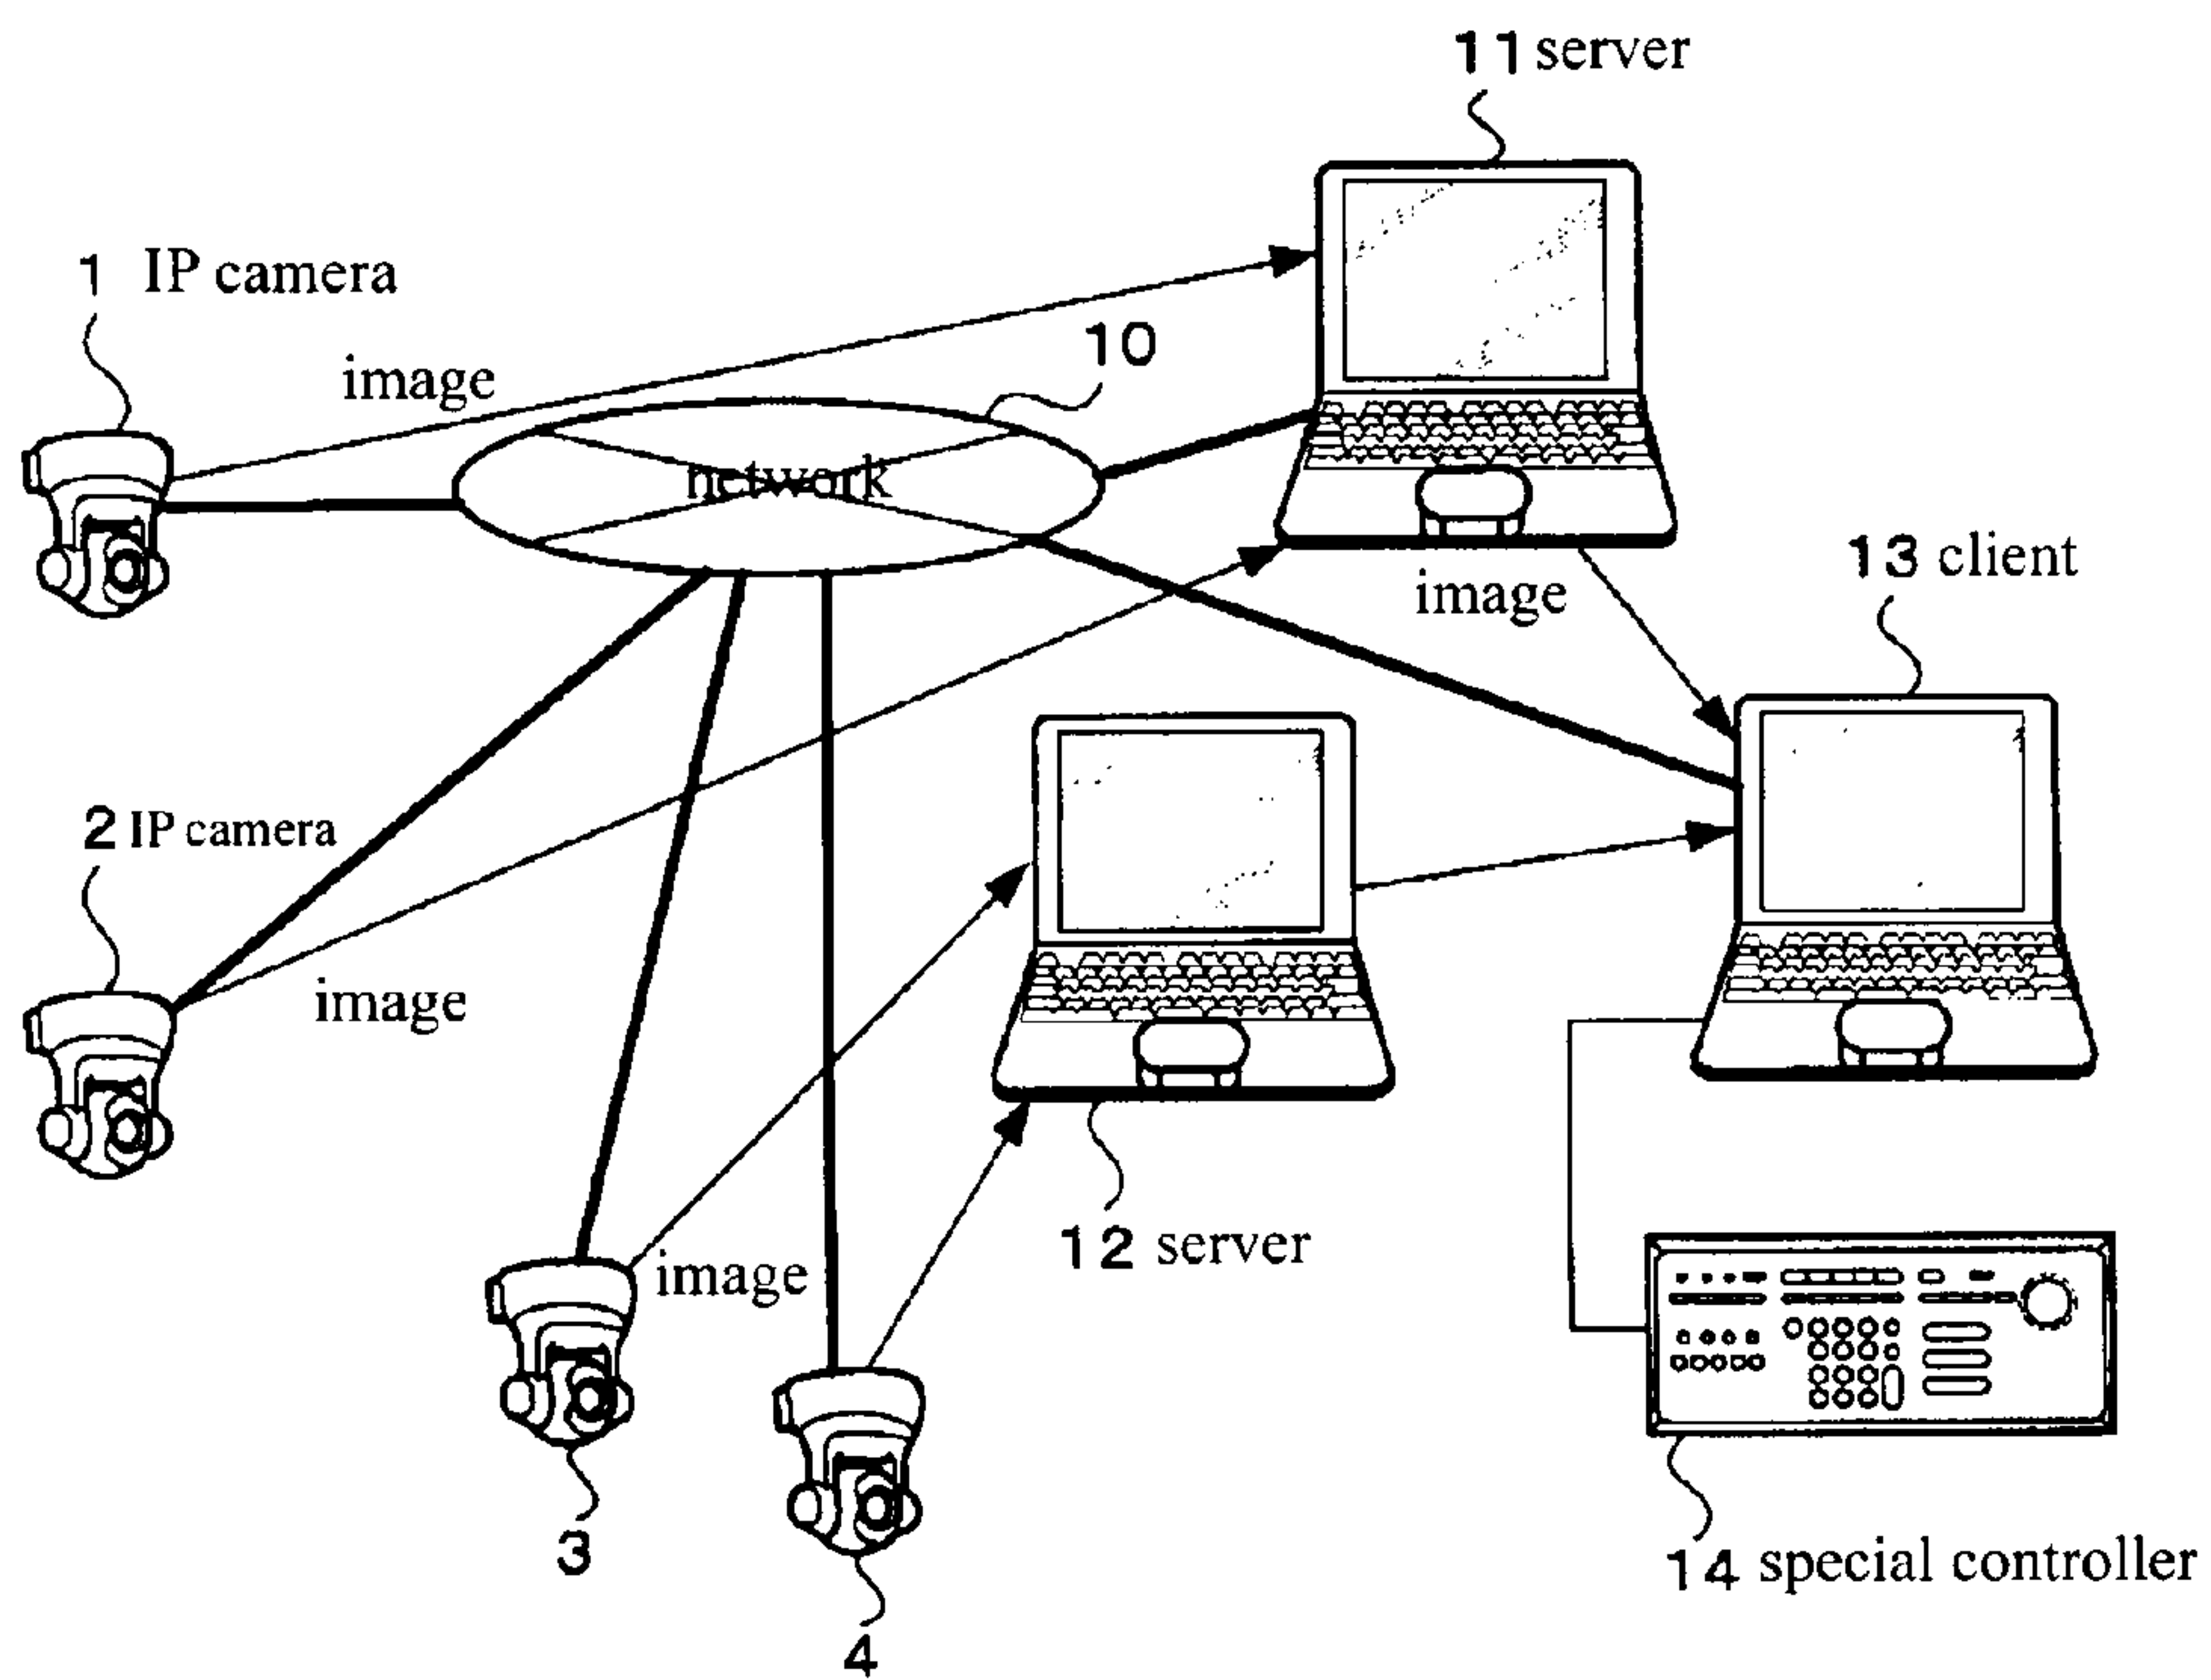 11 server
1 IP camera
10
image
network
13 client
image
2 IP camera
image
12 server
image
3
14 special controller
4